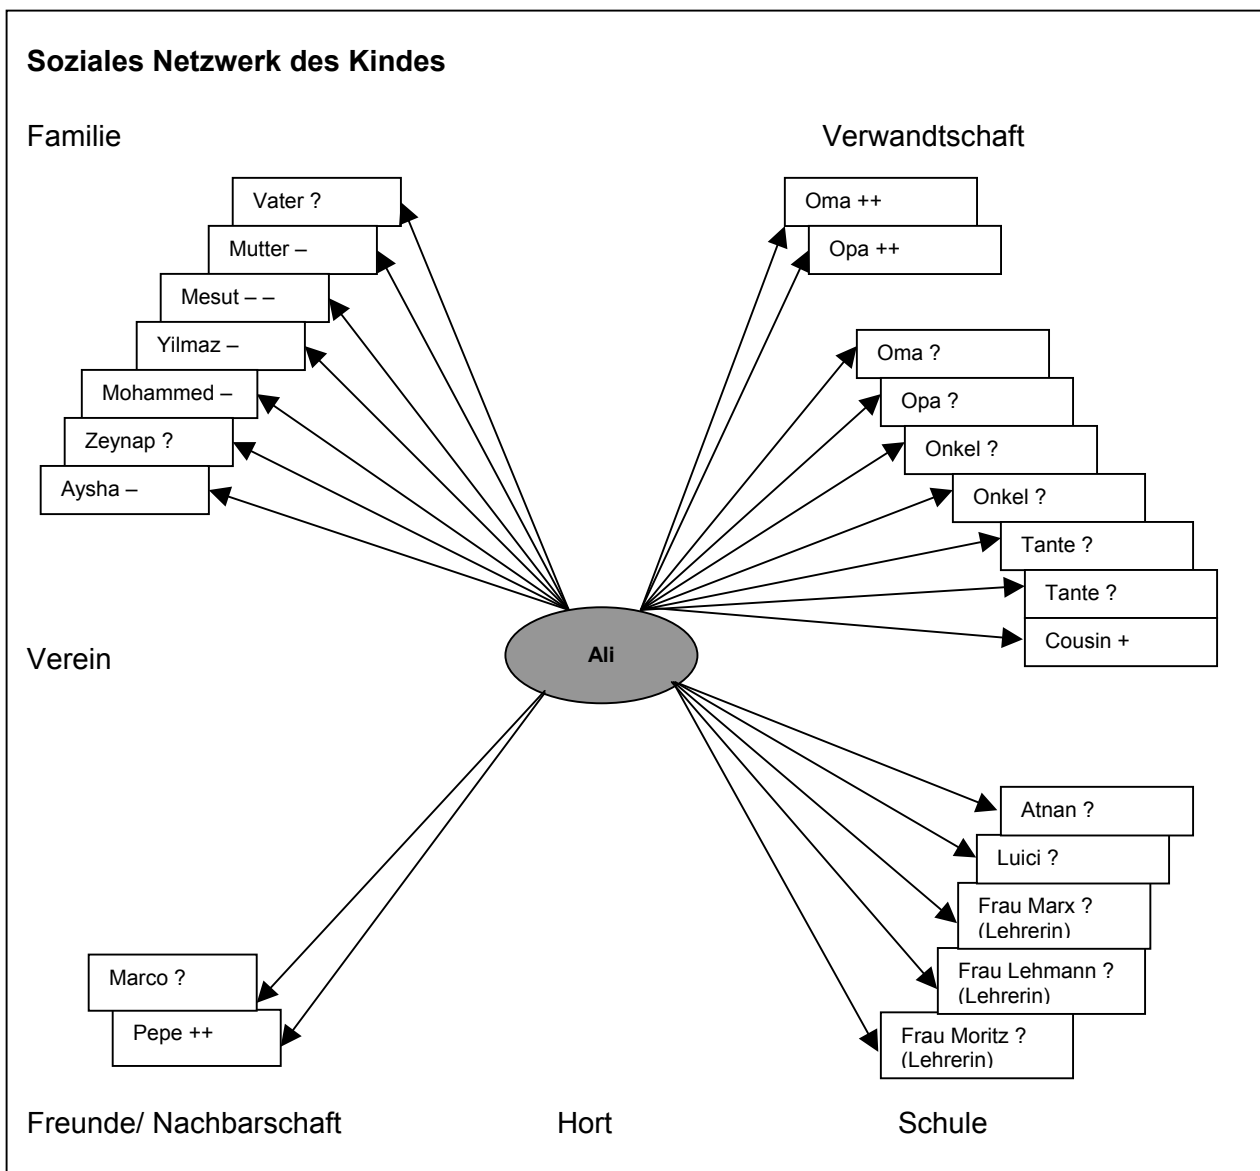 Soziales Netzwerk des Kindes
Familie
Verwandtschaft
Vater ?
Mutter –
Mesut – –
Yilmaz –
Mohammed –
Zeynap ?
Aysha –
Oma ++
Opa ++
Oma ?
Opa ?
Onkel ?
Onkel ?
Tante ?
Tante ?
Cousin +
Ali
Verein
Marco ?
Pepe ++
Atnan ?
Luici ?
Frau Marx ?
(Lehrerin)
Frau Lehmann ?
(Lehrerin)
Frau Moritz ?
(Lehrerin)
Freunde/ Nachbarschaft
Hort
Schule